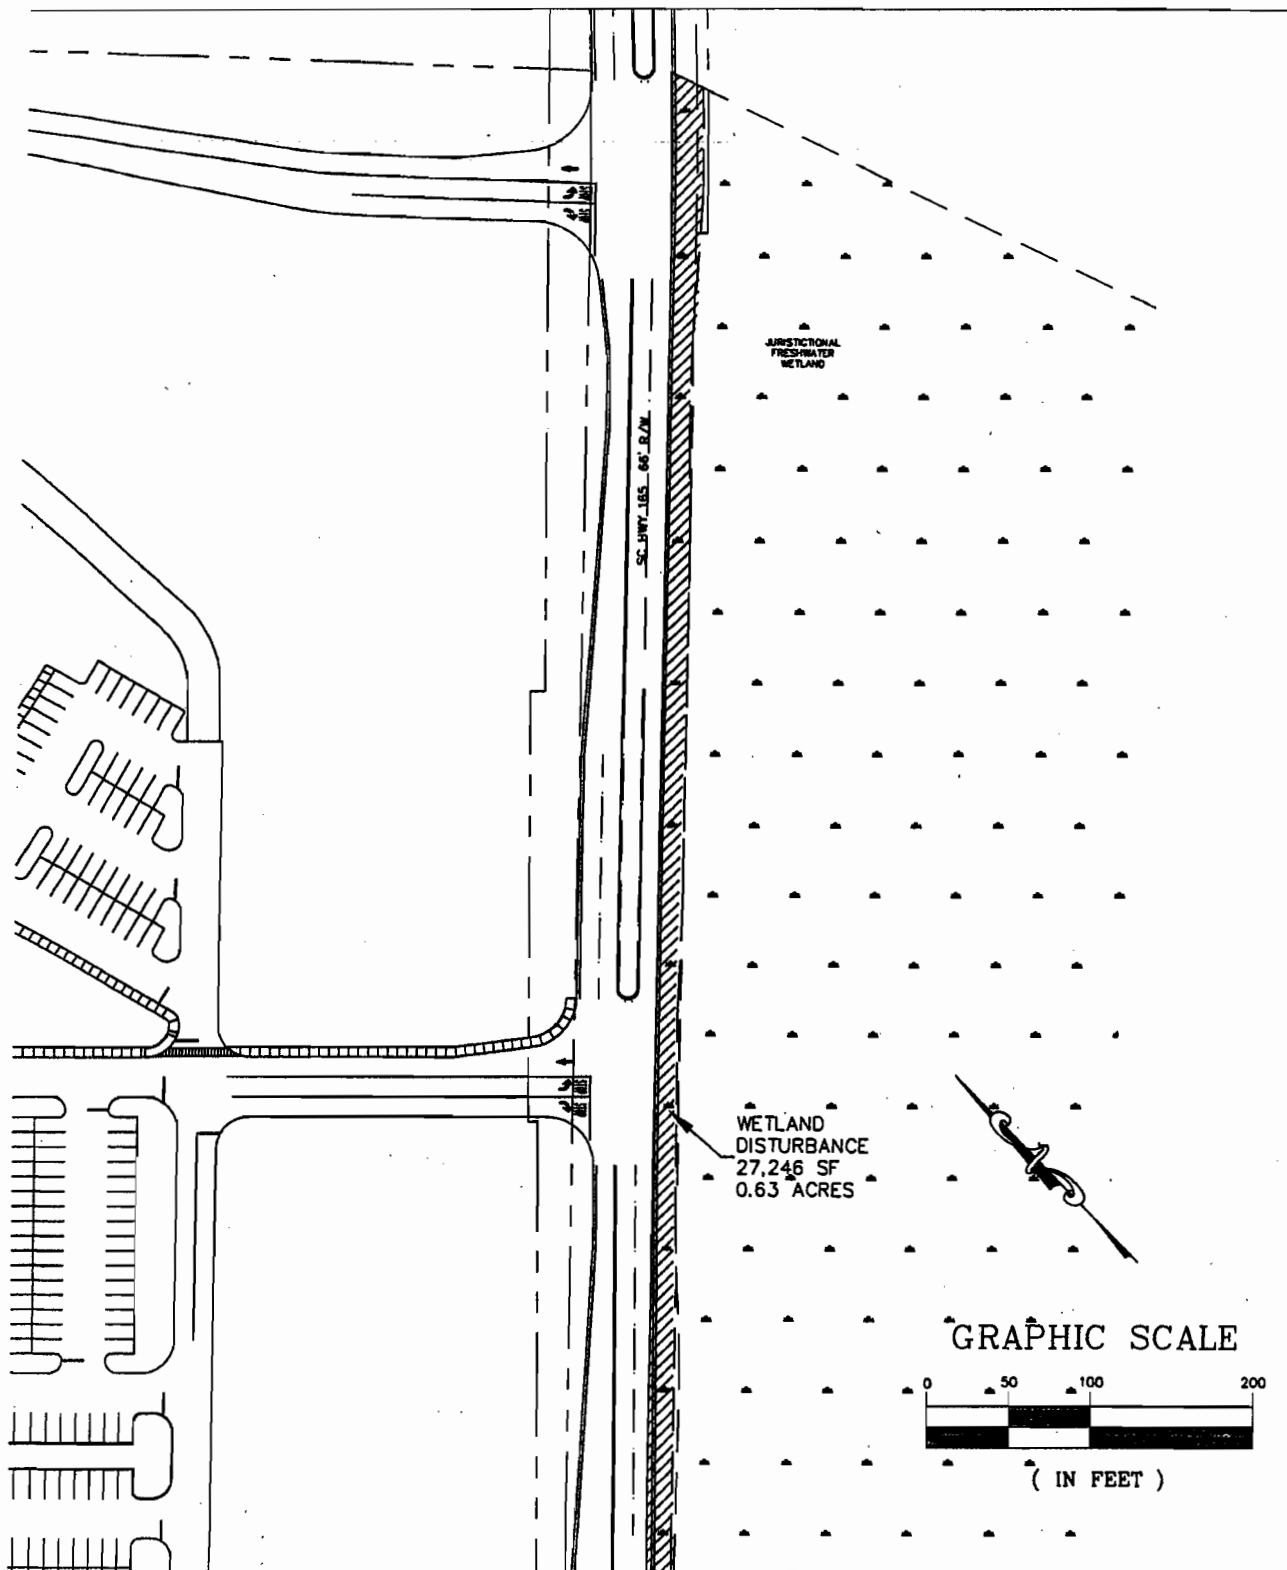 JURISTICTIONAL
FRESHWATER
WETLAND
SC HWY 165 66' R/W
WETLAND
DISTURBANCE
27,246 SF
0.63 ACRES
GRAPHIC SCALE
0 50 100 200
( IN FEET )